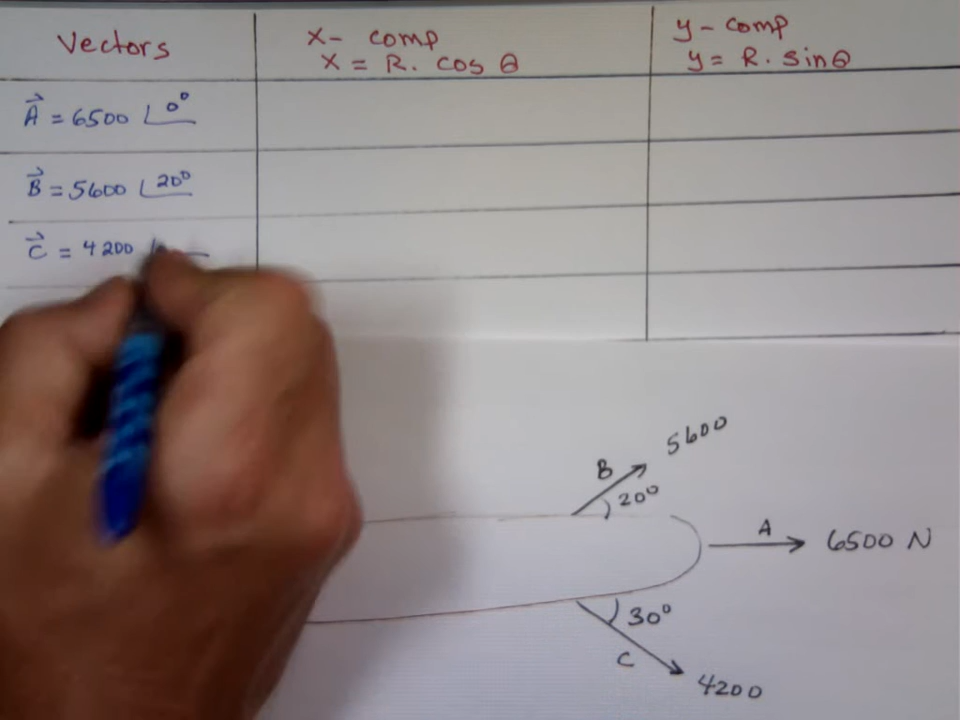 Vectors
x- comp
x = R. cos θ
y - comp
y = R. sin θ
A = 6500 0°
B = 5600 20°
C = 4200
5600
B
20°
A
6500 N
30°
C
4200